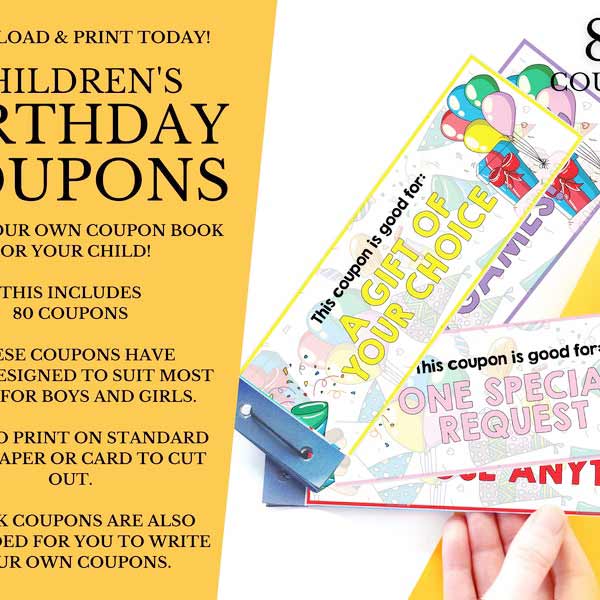 LOAD & PRINT TODAY!
HILDREN'S
RTHDAY
OUPONS
OUR OWN COUPON BOOK
OR YOUR CHILD!
THIS INCLUDES
80 COUPONS
ESE COUPONS HAVE
ESIGNED TO SUIT MOST
FOR BOYS AND GIRLS.
O PRINT ON STANDARD
APER OR CARD TO CUT
OUT.
K COUPONS ARE ALSO
DED FOR YOU TO WRITE
UR OWN COUPONS.
8
COU
This coupon is good for:
A GIFT OF
YOUR CHOICE
GAMES
This coupon is good for:
ONE SPECIA
REQUEST